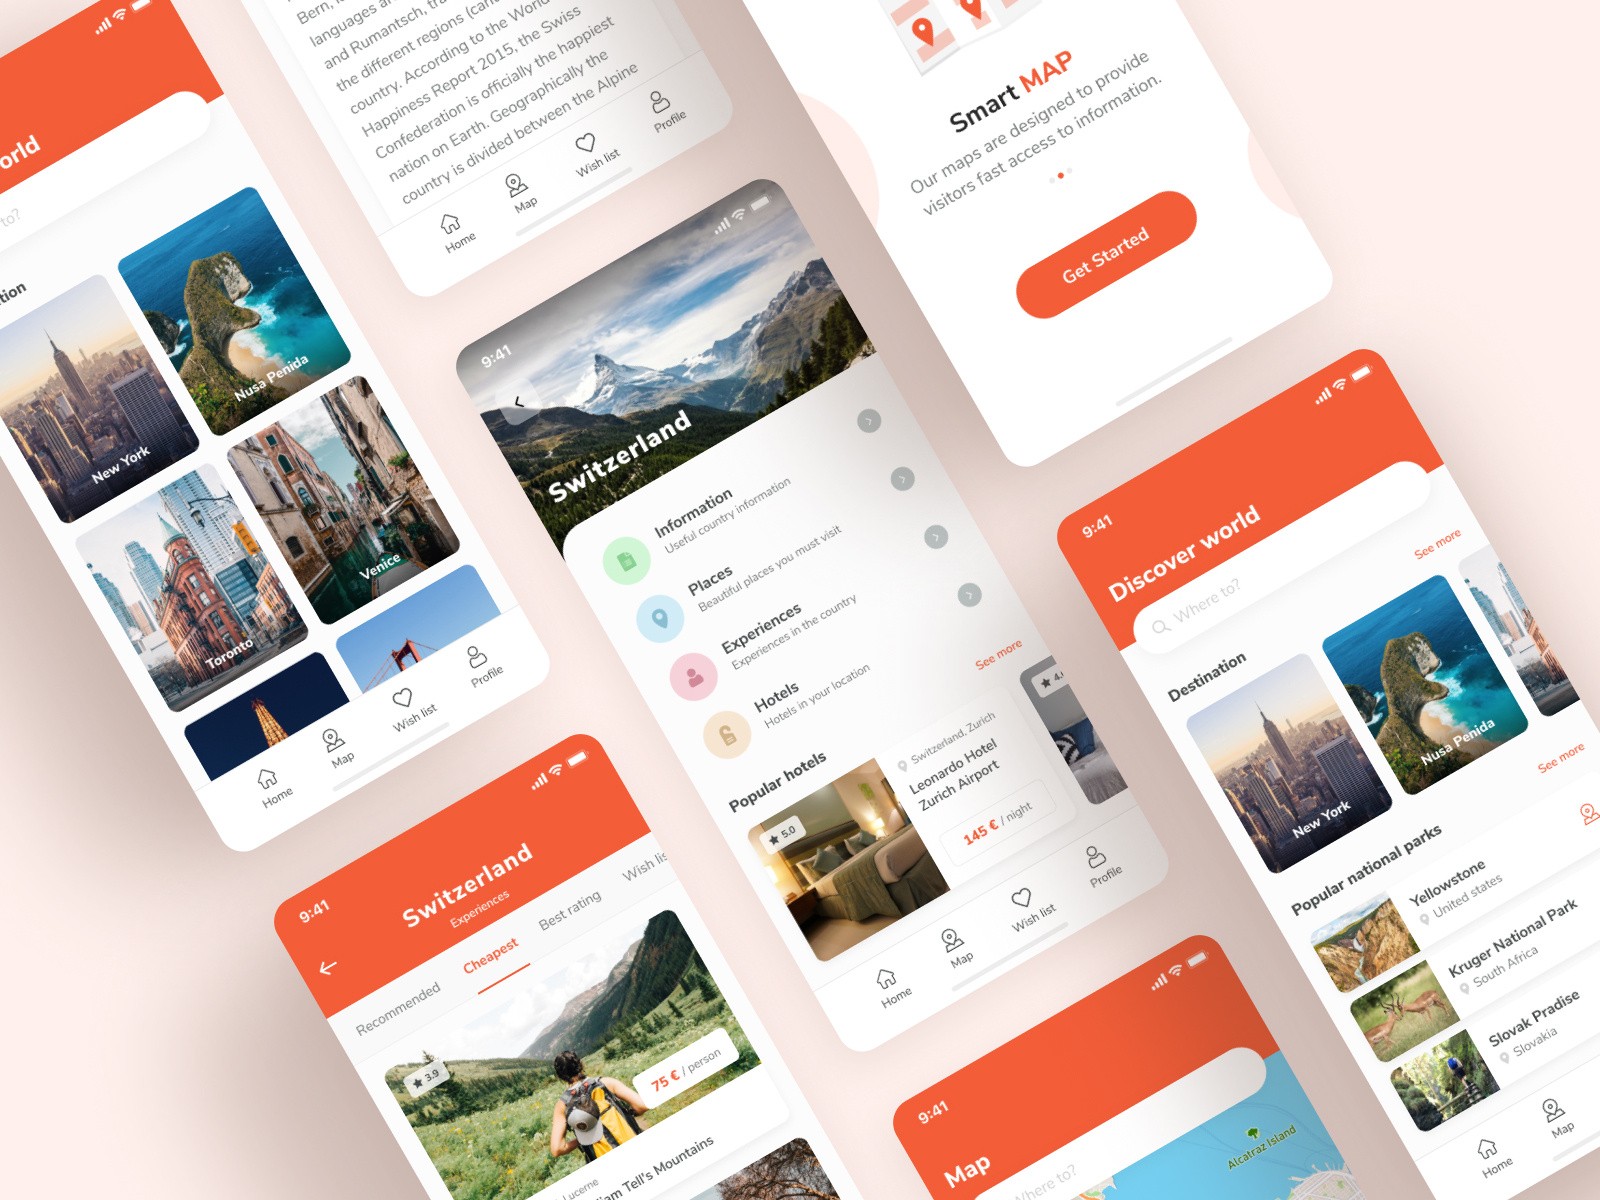 orld
to?
tion
New York
Nusa Penida
Toronto
Venice
Home
Map
Wish list
Profile
Bern,
languages
and Rumantsch,
the different regions
country. According to the World
Happiness Report 2015, the Swiss
Confederation is officially the happiest
nation on Earth. Geographically the
country is divided between the Alpine
Home
Map
Wish list
Profile
Smart MAP
Our maps are designed to provide
visitors fast access to information.
Get Started
9:41
Switzerland
Information
Useful country information
Places
Beautiful places you must visit
Experiences
Experiences in the country
Hotels
Hotels in your location
Popular hotels
See more
5.0
Switzerland, Zurich
Leonardo Hotel
Zurich Airport
145 € / night
4.
Home
Map
Wish list
Profile
9:41
Discover world
Where to?
Destination
See more
New York
Nusa Penida
Popular national parks
See more
Yellowstone
United states
Kruger National Park
South Africa
Slovak Pradise
Slovakia
Home
Map
9:41
Switzerland
Experiences
Recommended
Cheapest
Best rating
Wish lis
3.9
75 € / person
Lucerne
iam Tell's Mountains
9:41
Map
Where to?
Alcatraz Island